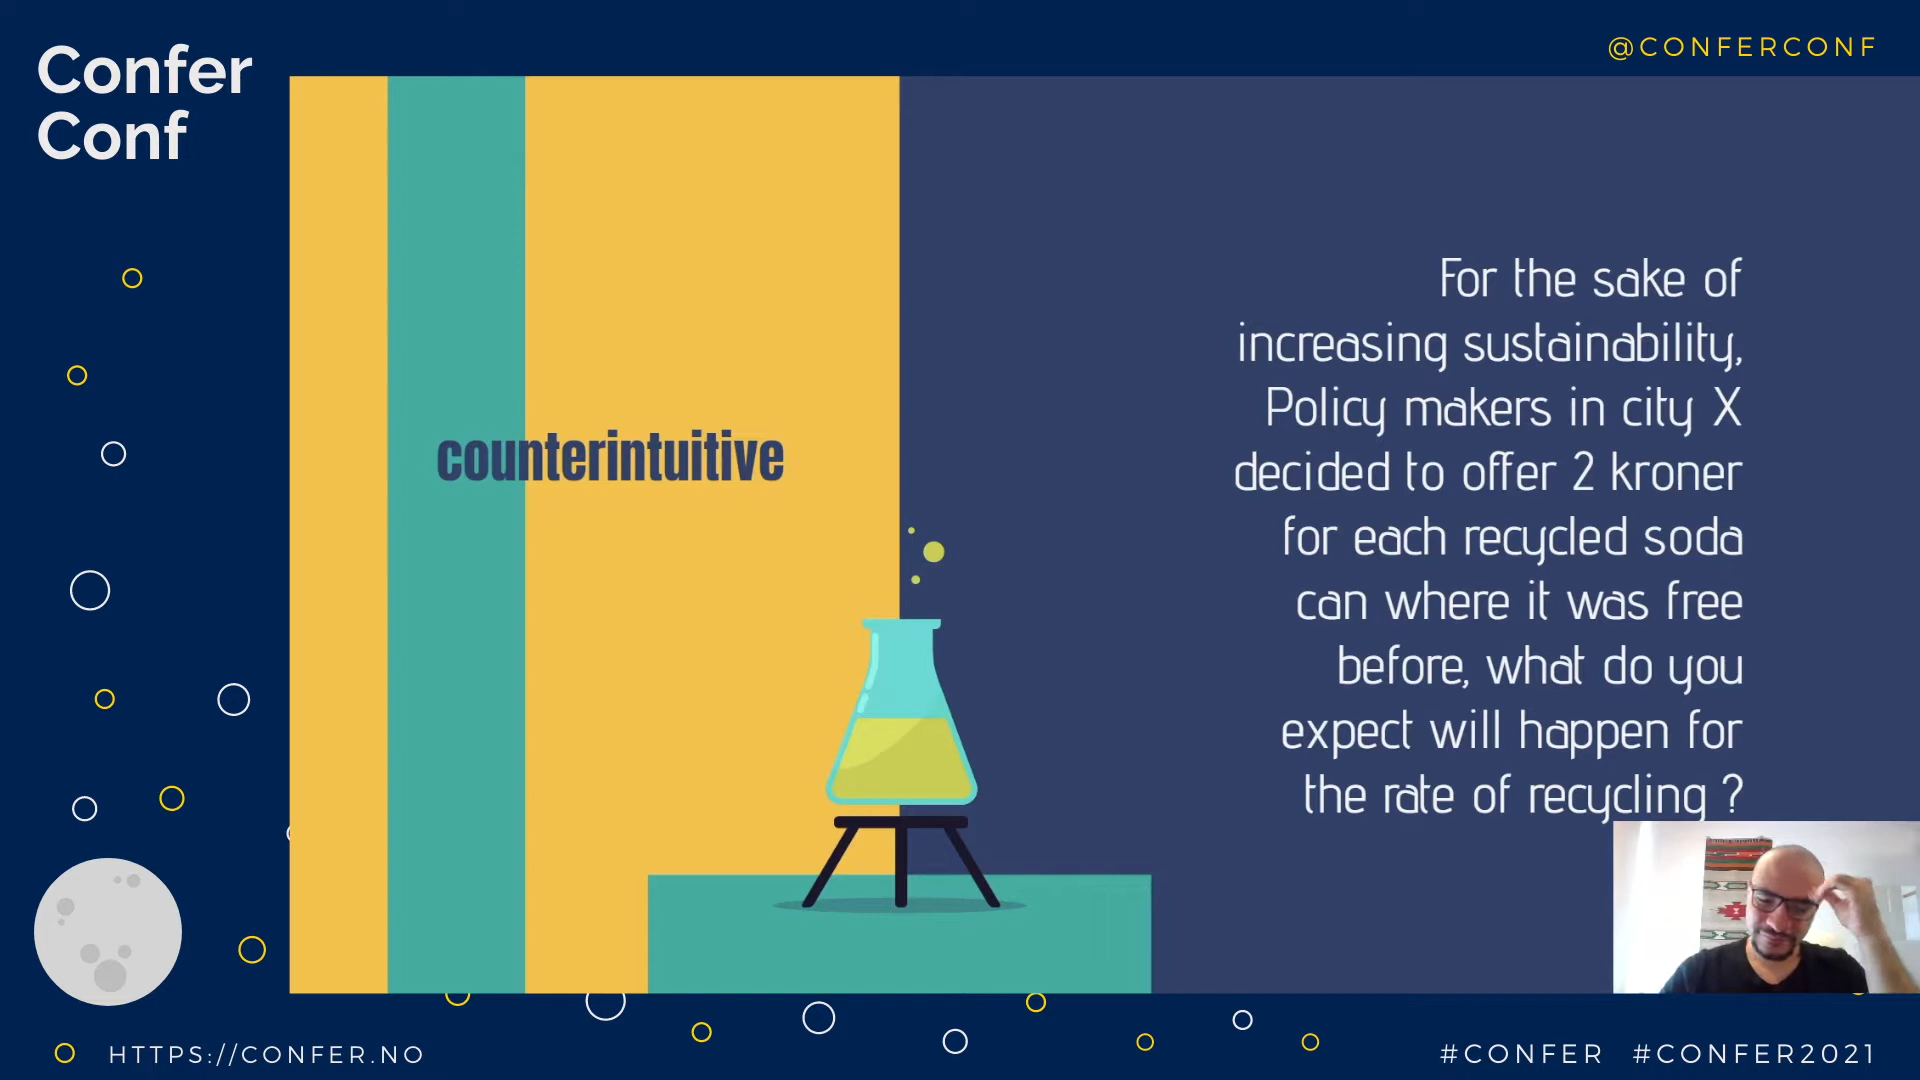 Confer
Conf
@CONFERCONF
counterintuitive
For the sake of
increasing sustainability,
Policy makers in city X
decided to offer 2 kroner
for each recycled soda
can where it was free
before, what do you
expect will happen for
the rate of recycling ?
HTTPS://CONFER.NO
#CONFER #CONFER2021